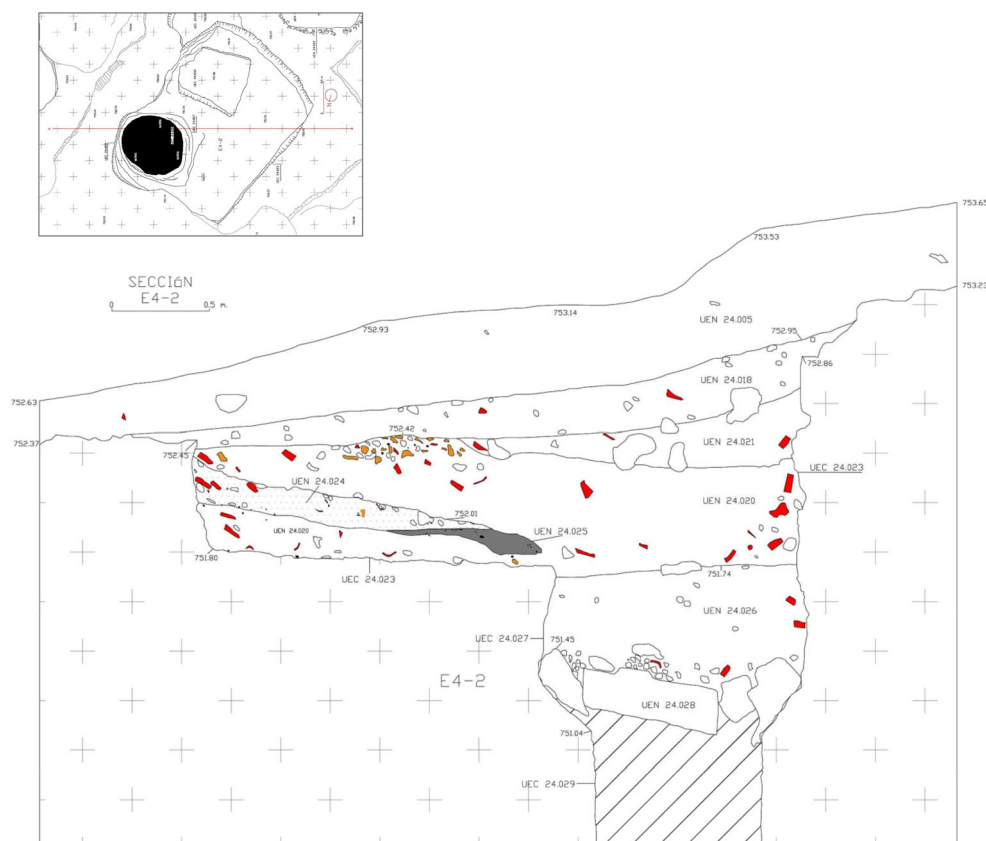 E4-2
N
SECCIóN
E4-2
0 0,5 m.
753.65
753.53
753.23
753.14
UEN 24.005
752.95
752.93
752.86
UEN 24.018
752.63
752.42
UEN 24.021
752.37
752.45
UEC 24.023
UEN 24.024
UEN 24.020
752.01
UEN 24.025
UEN 24.020
751.80
751.74
UEC 24.023
UEN 24.026
UEC 24.027
751.45
E4-2
UEN 24.028
751.04
UEC 24.029